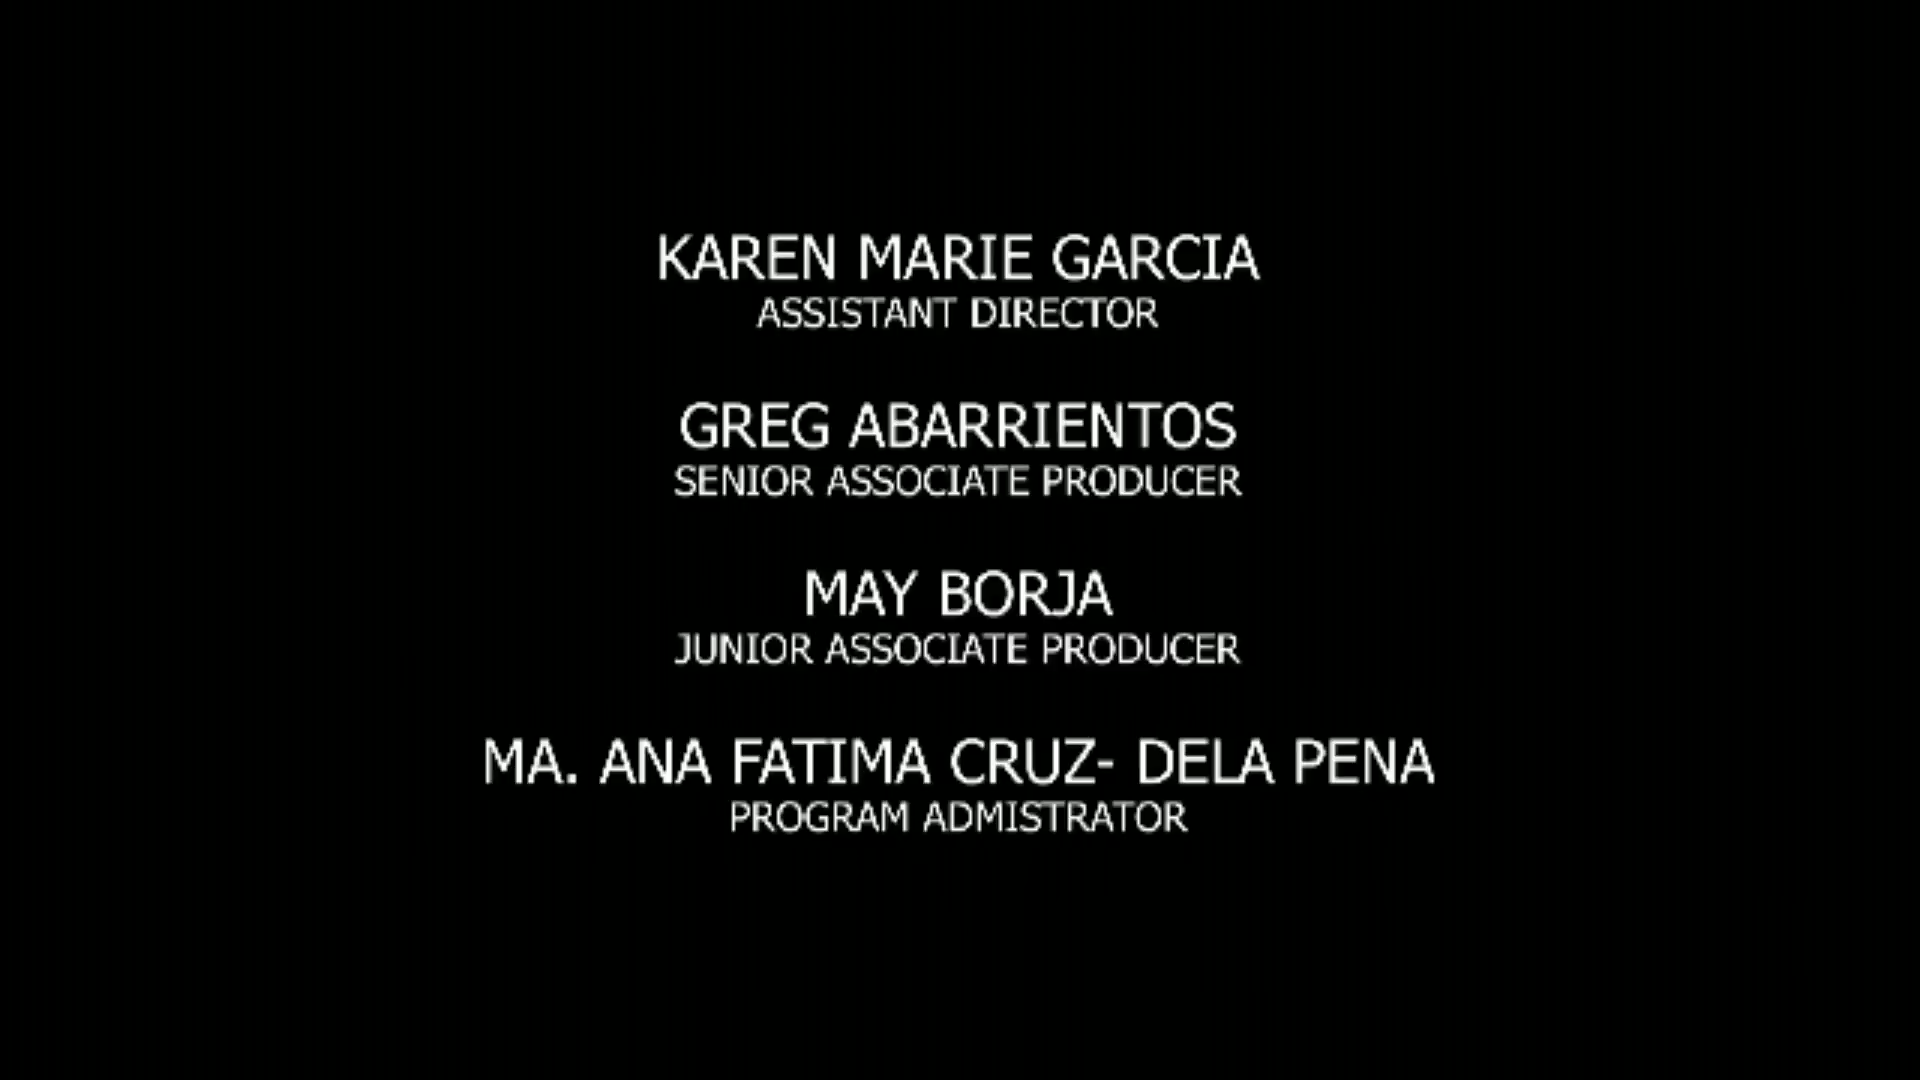 KAREN MARIE GARCIA
ASSISTANT DIRECTOR
GREG ABARRIENTOS
SENIOR ASSOCIATE PRODUCER
MAY BORJA
JUNIOR ASSOCIATE PRODUCER
MA. ANA FATIMA CRUZ- DELA PENA
PROGRAM ADMISTRATOR